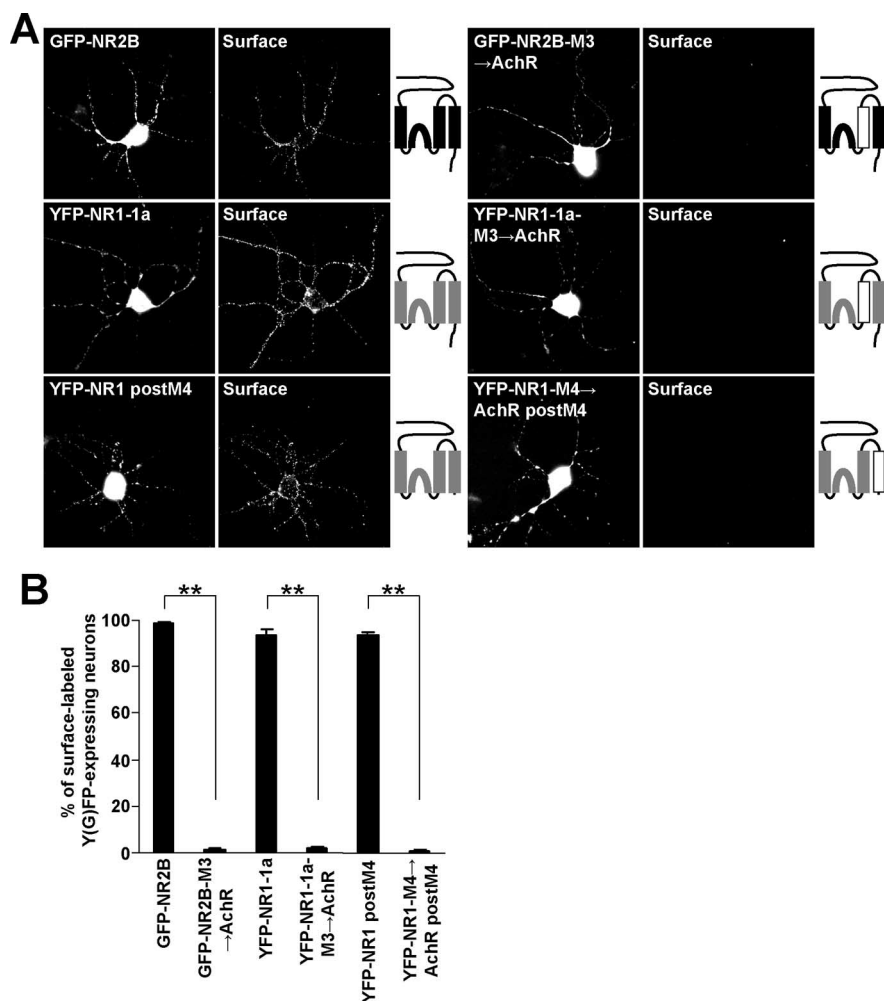 A
GFP-NR2B
Surface
GFP-NR2B-M3
→AchR
YFP-NR1-1a
Surface
YFP-NR1-1a-
M3→AchR
Surface
YFP-NR1 postM4
Surface
YFP-NR1-M4→
AchR postM4
Surface
B
** ** **
% of surface-labeled
Y(G)FP-expressing neurons
100
80
60
40
20
0
GFP-NR2B
GFP-NR2B-M3
→AchR
YFP-NR1-1a
YFP-NR1-1a-
M3→AchR
YFP-NR1 postM4
YFP-NR1-M4→
AchR postM4